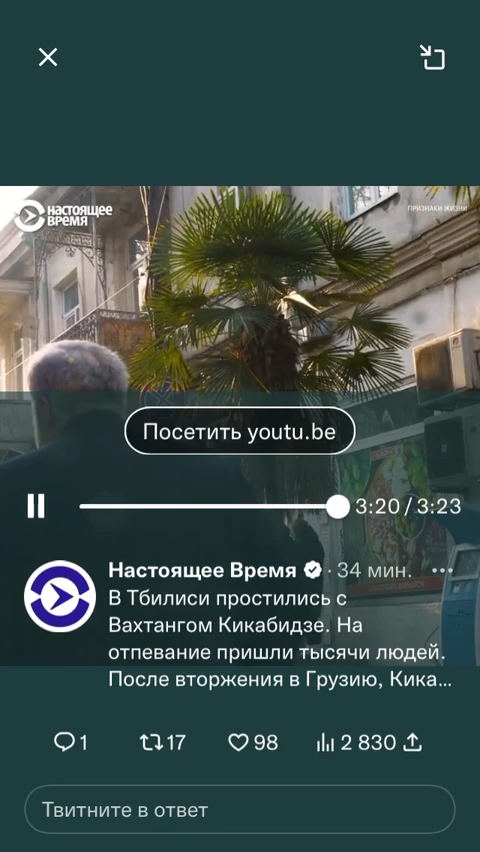 НАСТОЯЩЕЕ
ВРЕМЯ
ПРИЗНАКИ ЖИЗНИ
Посетить youtu.be
3:20 / 3:23
Настоящее Время · 34 мин. ...
В Тбилиси простились с
Вахтангом Кикабидзе. На
отпевание пришли тысячи людей.
После вторжения в Грузию, Кика...
1 17 98 2 830
Твитните в ответ